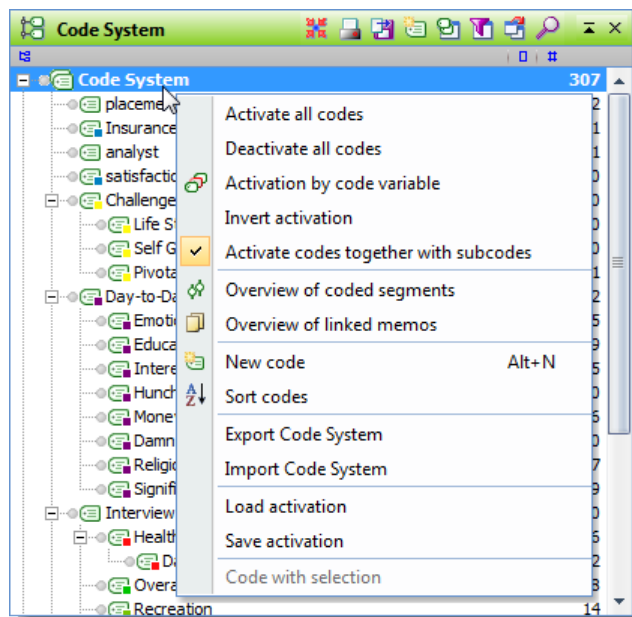 Code System
#
Code System 307
placeme
Insurance
analyst
satisfactio
Challenge
Life S
Self G
Pivota
Day-to-Da
Emoti
Educa
Intere
Hunch
Mone
Damn
Religio
Signifi
Interview
Health
Da
Overa
Recreation 14
Activate all codes
Deactivate all codes
Activation by code variable
Invert activation
Activate codes together with subcodes
Overview of coded segments
Overview of linked memos
New code Alt+N
Sort codes
Export Code System
Import Code System
Load activation
Save activation
Code with selection